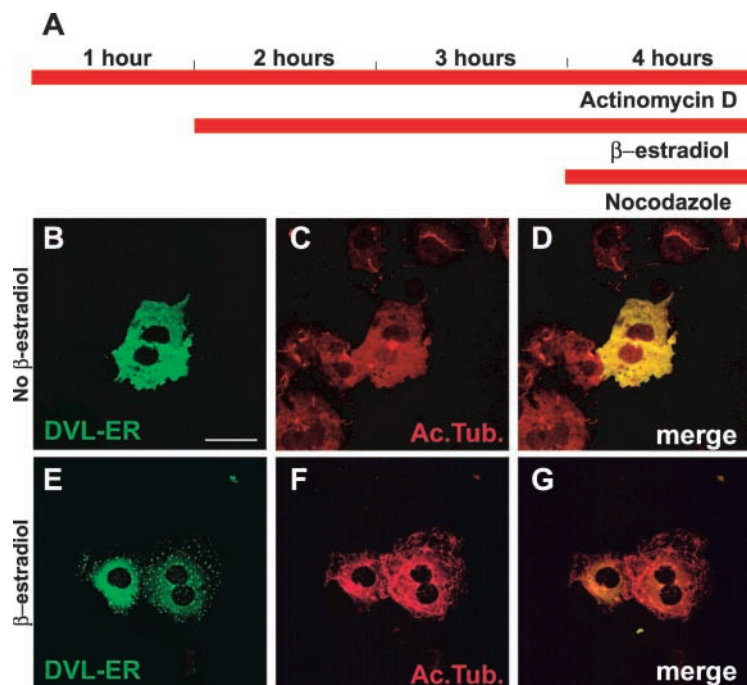 A
1 hour 2 hours 3 hours 4 hours
Actinomycin D
β–estradiol
Nocodazole
No β-estradiol
B
DVL-ER
C
Ac.Tub.
D
merge
β–estradiol
E
DVL-ER
F
Ac.Tub.
G
merge